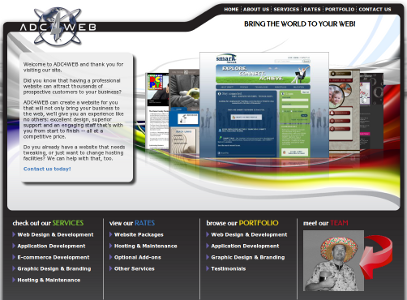 HOME | ABOUT US | SERVICES | RATES | PORTFOLIO | CONTACT US
ADC4WEB
BRING THE WORLD TO YOUR WEB!
Welcome to ADC4WEB and thank you for
visiting our site.
Did you know that having a professional
website can attract thousands of
prospective customers to your business?
ADC4WEB can create a website for you
that will not only bring your business to
the web, we'll give you an experience like
no others; excellent design, superior
support and an engaging staff that's with
you from start to finish -- all at a
competitive price.
Do you already have a website that needs
tweaking, or just want to change hosting
facilities? We can help with that, too.
Contact us today!
smark
EXPLORE
CONNECT
ACHIEVE
check out our SERVICES
Web Design & Development
Application Development
E-commerce Development
Graphic Design & Branding
Hosting & Maintenance
view our RATES
Website Packages
Hosting & Maintenance
Optional Add-ons
Other Services
browse our PORTFOLIO
Web Design & Development
Application Development
Graphic Design & Branding
Testimonials
meet our TEAM